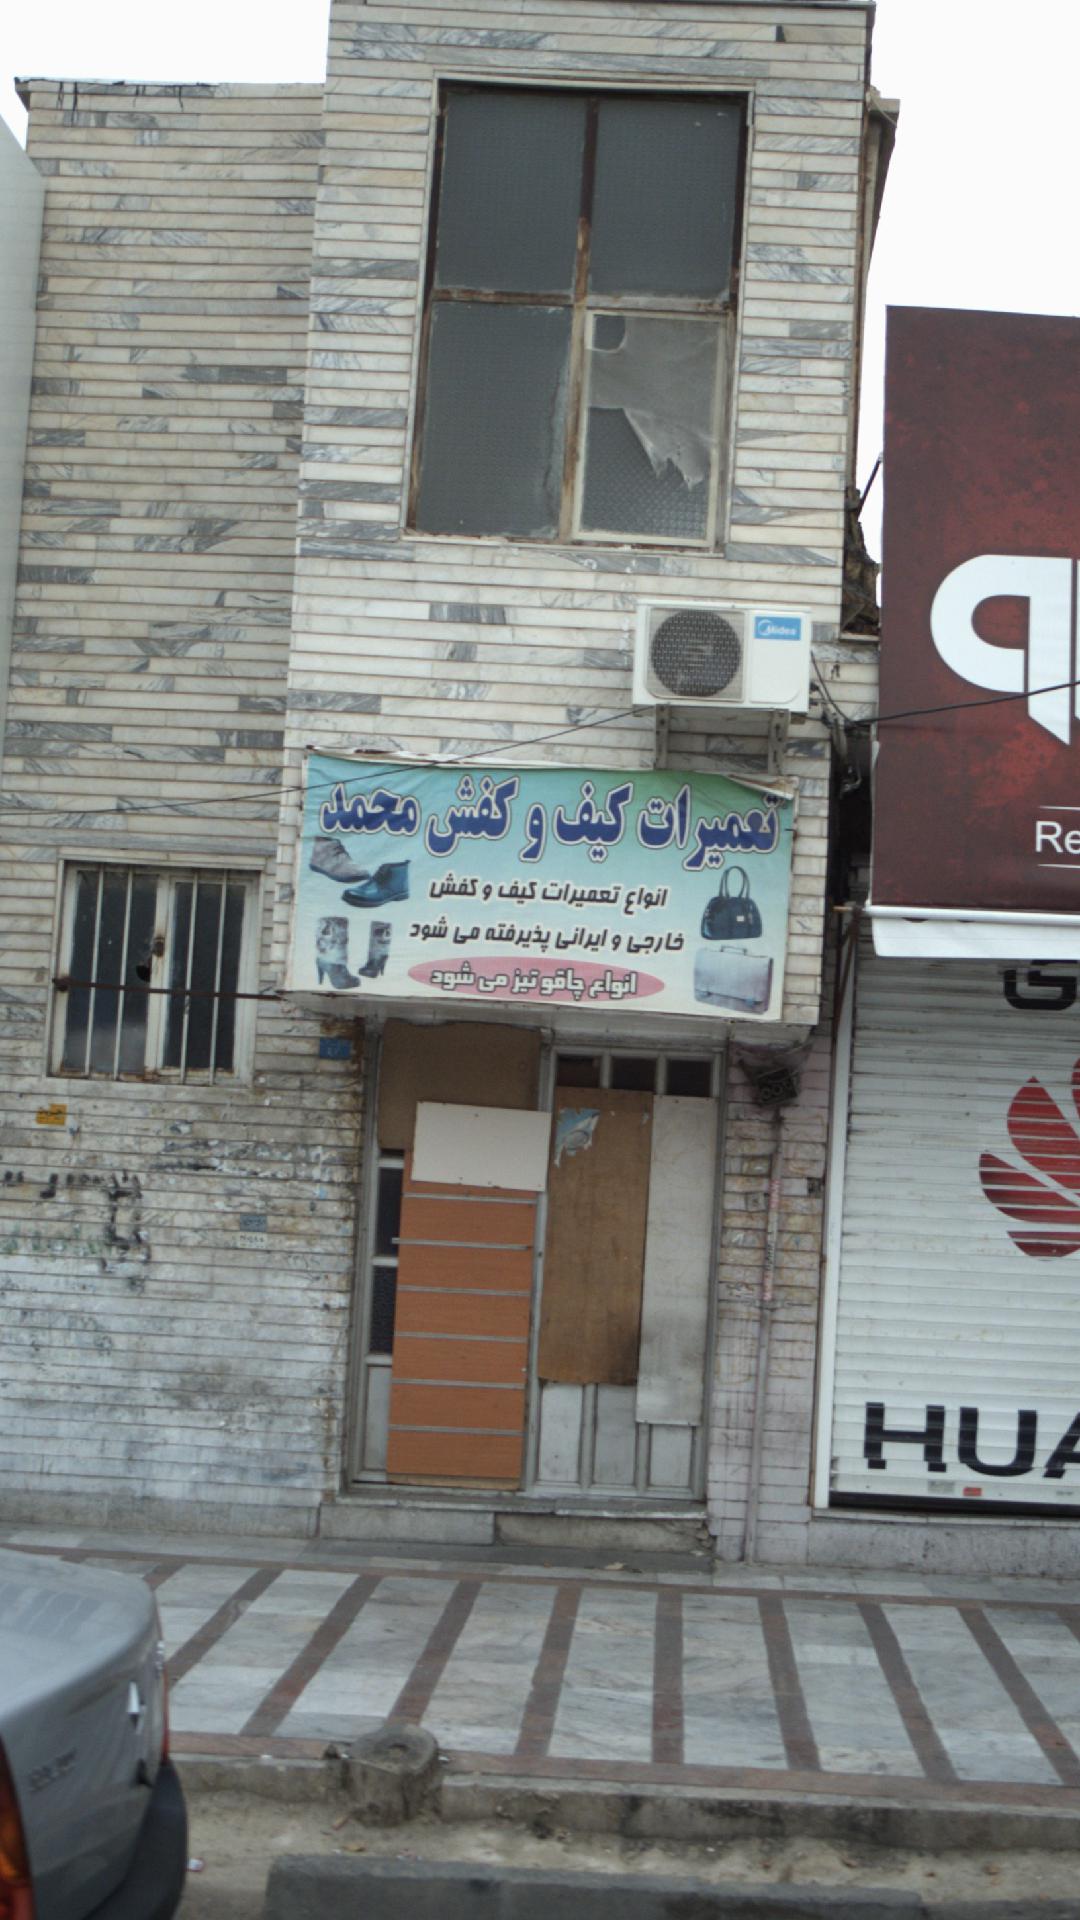 Midea
تعمیرات کیف و کفش محمد
انواع تعمیرات کیف و کفش
خارجی و ایرانی پذیرفته می شود
انواع چاقو تیز می شود
Re
G
HUA